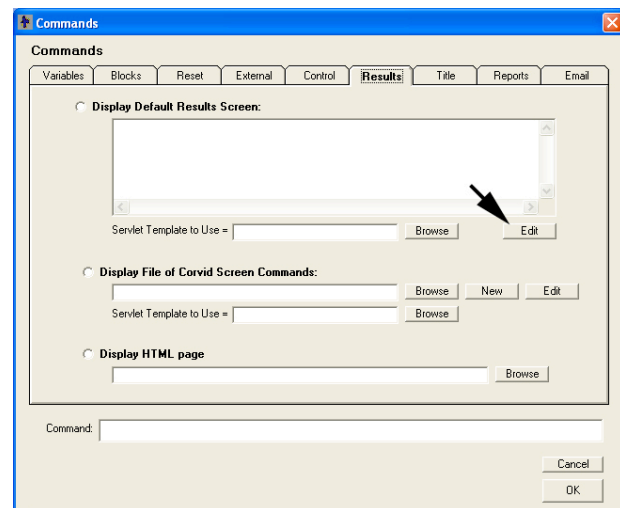 Commands
Commands
Variables Blocks Reset External Control Results Title Reports Email
Display Default Results Screen:
Servlet Template to Use = Browse Edit
Display File of Corvid Screen Commands:
Browse New Edit
Servlet Template to Use = Browse
Display HTML page
Browse
Command:
Cancel
OK